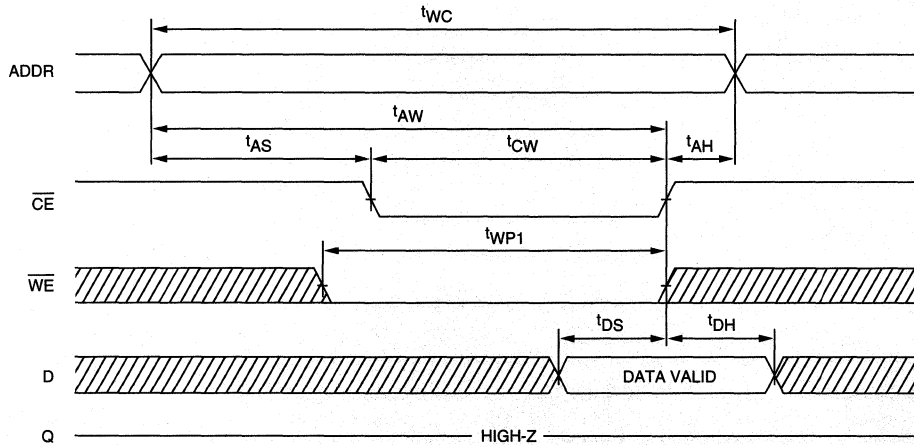 tWC
ADDR
tAW
tAS
tCW
tAH
CE
tWP1
WE
tDS
tDH
D
DATA VALID
Q
HIGH-Z